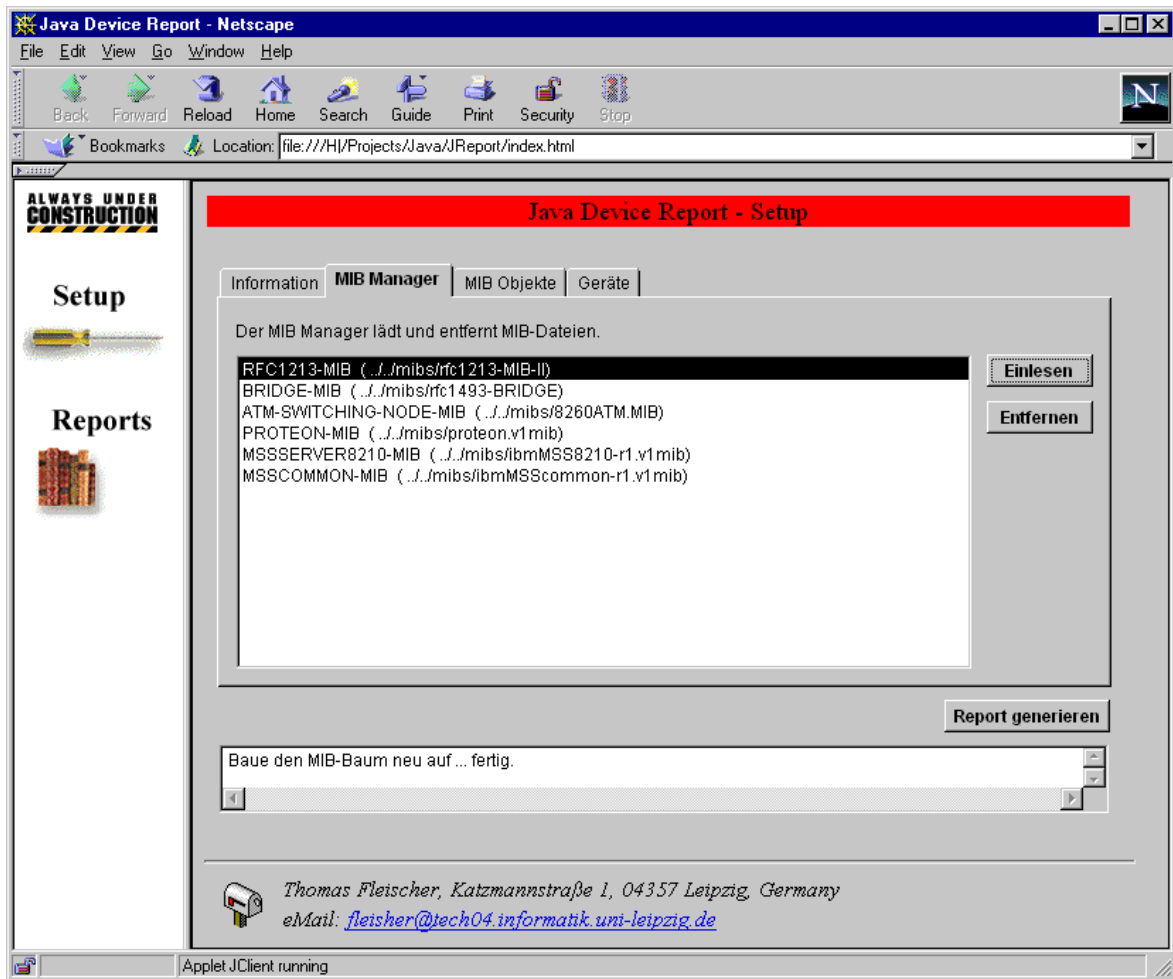 Java Device Report - Netscape
File Edit View Go Window Help
Back Forward Reload Home Search Guide Print Security Stop
N
Bookmarks Location: file:///H|/Projects/Java/JReport/index.html
ALWAYS UNDER
CONSTRUCTION
Setup
Reports
Java Device Report - Setup
Information MIB Manager MIB Objekte Geräte
Der MIB Manager lädt und entfernt MIB-Dateien.
RFC1213-MIB (../../mibs/rfc1213-MIB-II)
BRIDGE-MIB (../../mibs/rfc1493-BRIDGE)
ATM-SWITCHING-NODE-MIB (../../mibs/8260ATM.MIB)
PROTEON-MIB (../../mibs/proteon.v1mib)
MSSSERVER8210-MIB (../../mibs/ibmMSS8210-r1.v1mib)
MSSCOMMON-MIB (../../mibs/ibmMSScommon-r1.v1mib)
Einlesen
Entfernen
Report generieren
Baue den MIB-Baum neu auf ... fertig.
Thomas Fleischer, Katzmannstraße 1, 04357 Leipzig, Germany
eMail: fleisher@tech04.informatik.uni-leipzig.de
Applet JClient running